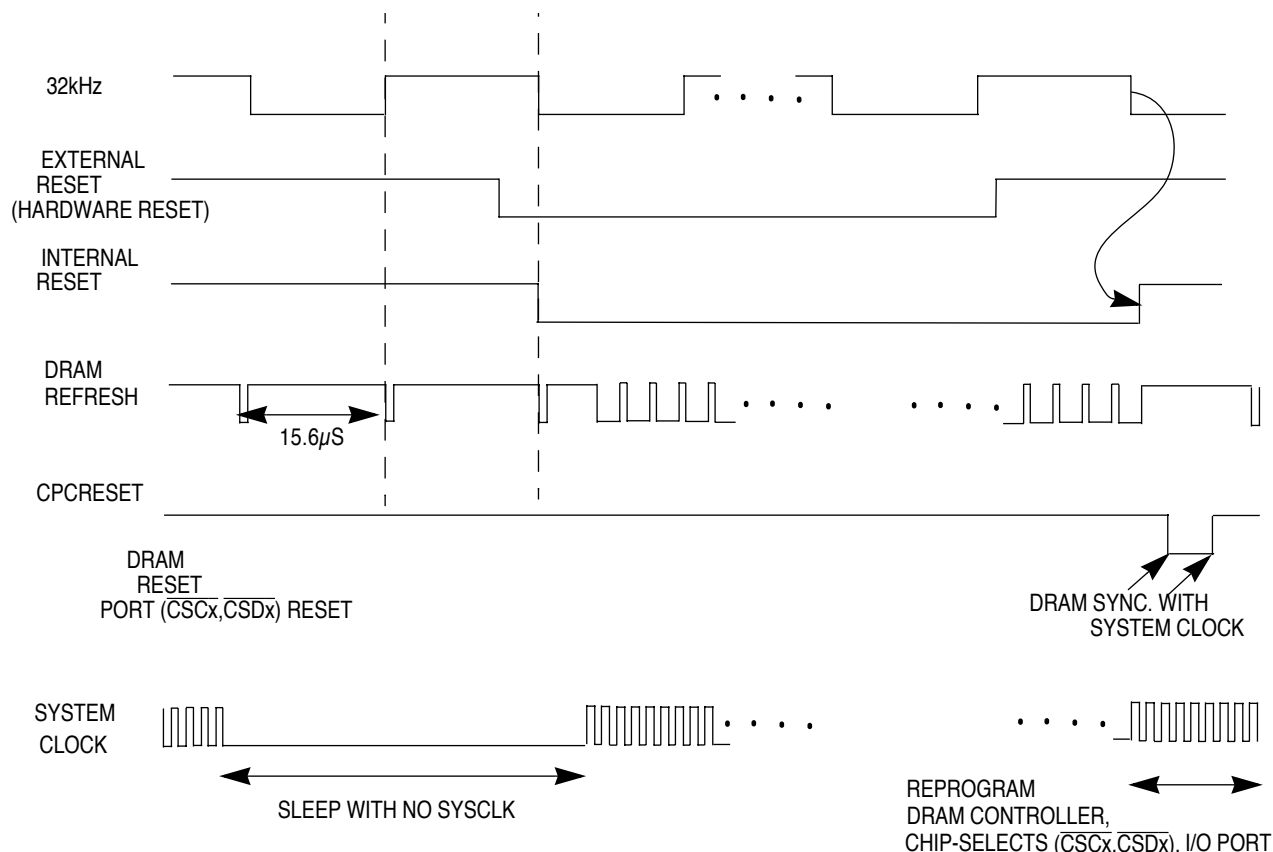 32kHz
EXTERNAL
RESET
(HARDWARE RESET)
INTERNAL
RESET
DRAM
REFRESH
15.6µS
CPCRESET
DRAM
RESET
PORT (CSCx,CSDx) RESET
DRAM SYNC. WITH
SYSTEM CLOCK
SYSTEM
CLOCK
SLEEP WITH NO SYSCLK
REPROGRAM
DRAM CONTROLLER,
CHIP-SELECTS (CSCx,CSDx), I/O PORT